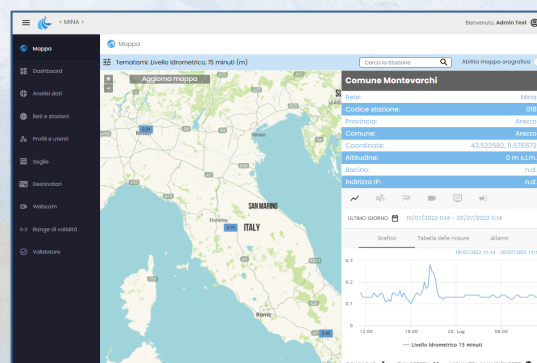 < MINA >
Benvenuto, Admin Test
Mappa
Dashboard
Analisi dati
Reti e stazioni
Profili e utenti
Soglie
Destinatari
Webcam
Range di validità
Validatore
Mappa
Tematismi: Livello Idrometrico, 15 minuti (m)
Cerca la Stazione
Abilita mappa orografica
+ Aggiorna mappa
-
Venice
SAN MARINO
Florence
ITALY
Rome
Comune Montevarchi
Rete: Mina
Codice stazione: 018
Provincia: Arezzo
Comune: Arezzo
Coordinate: 43.522582, 11.576572
Altitudine: 0 m s.l.m.
Bacino: n.d.
Indirizzo IP: n.d.
ULTIMO GIORNO 19/07/2022 11:14 - 20/07/2022 11:14
Grafico Tabella delle misure Allarmi
19/07/2022 11:14 - 20/07/2022
0,3
0,2
0,1
0
12:00 18:00 20. Lug 06:00
Livello Idrometrico 15 minuti